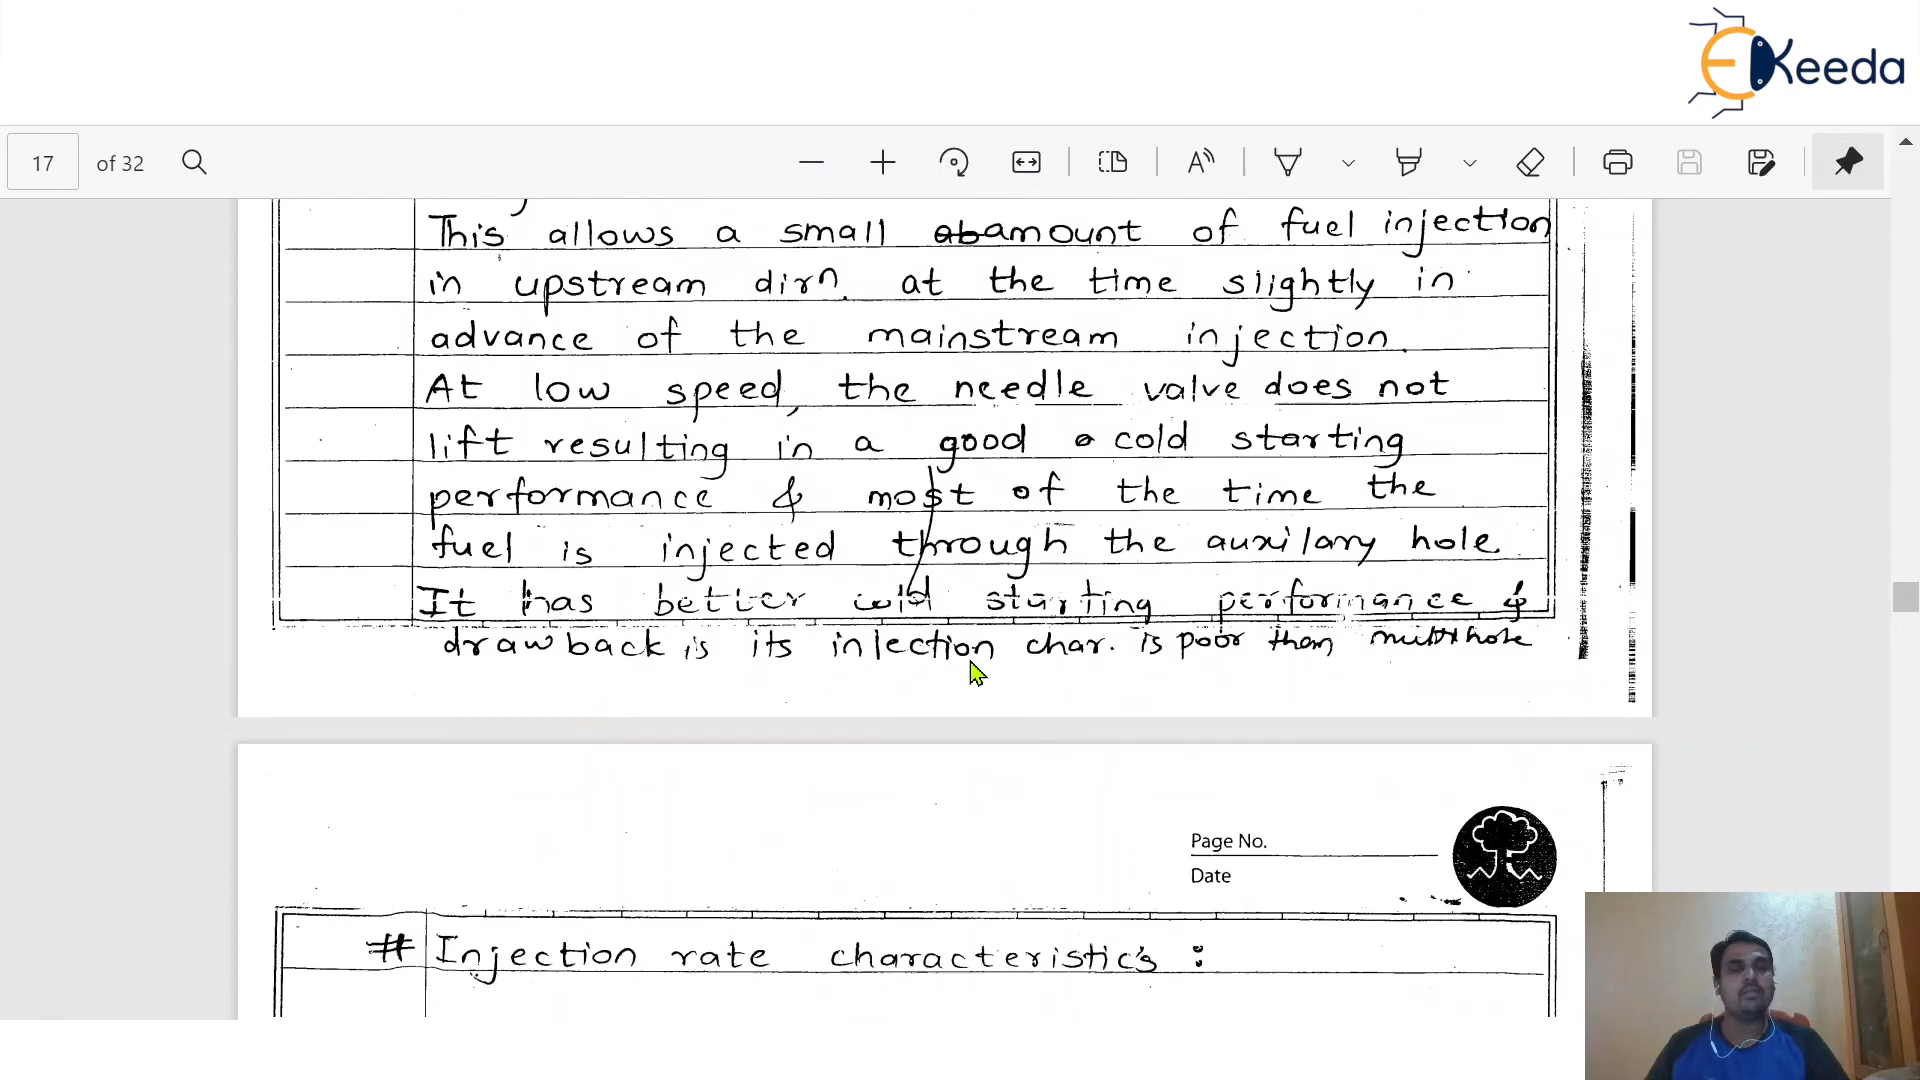 EKeeda
17 of 32
This allows a small abamount of fuel injection
in upstream dirn. at the time slightly in
advance of the mainstream injection.
At low speed, the needle valve does not
lift resulting in a good cold starting
performance & most of the time the
fuel is injected through the auxilary hole.
It has better cold starting performance &
drawback is its injection char. is poor than multihole
Page No.
Date
# Injection rate characteristic's :